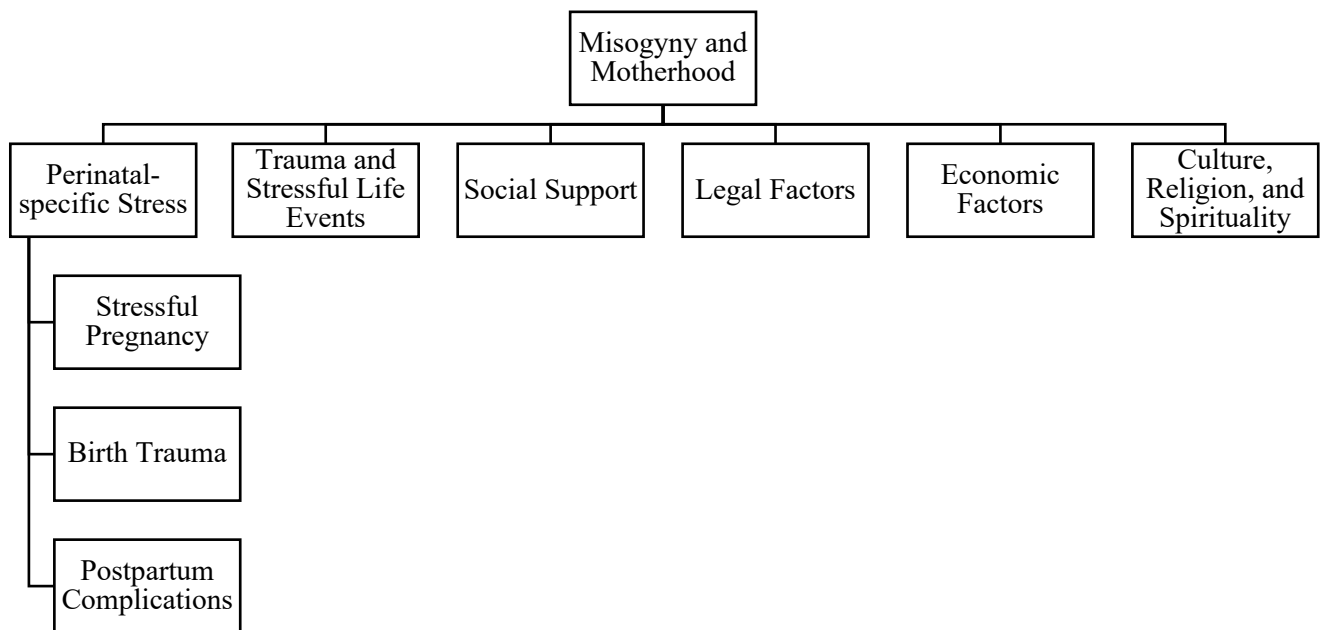 Misogyny and
Motherhood
Perinatal-
specific Stress
Trauma and
Stressful Life
Events
Social Support
Legal Factors
Economic
Factors
Culture,
Religion, and
Spirituality
Stressful
Pregnancy
Birth Trauma
Postpartum
Complications